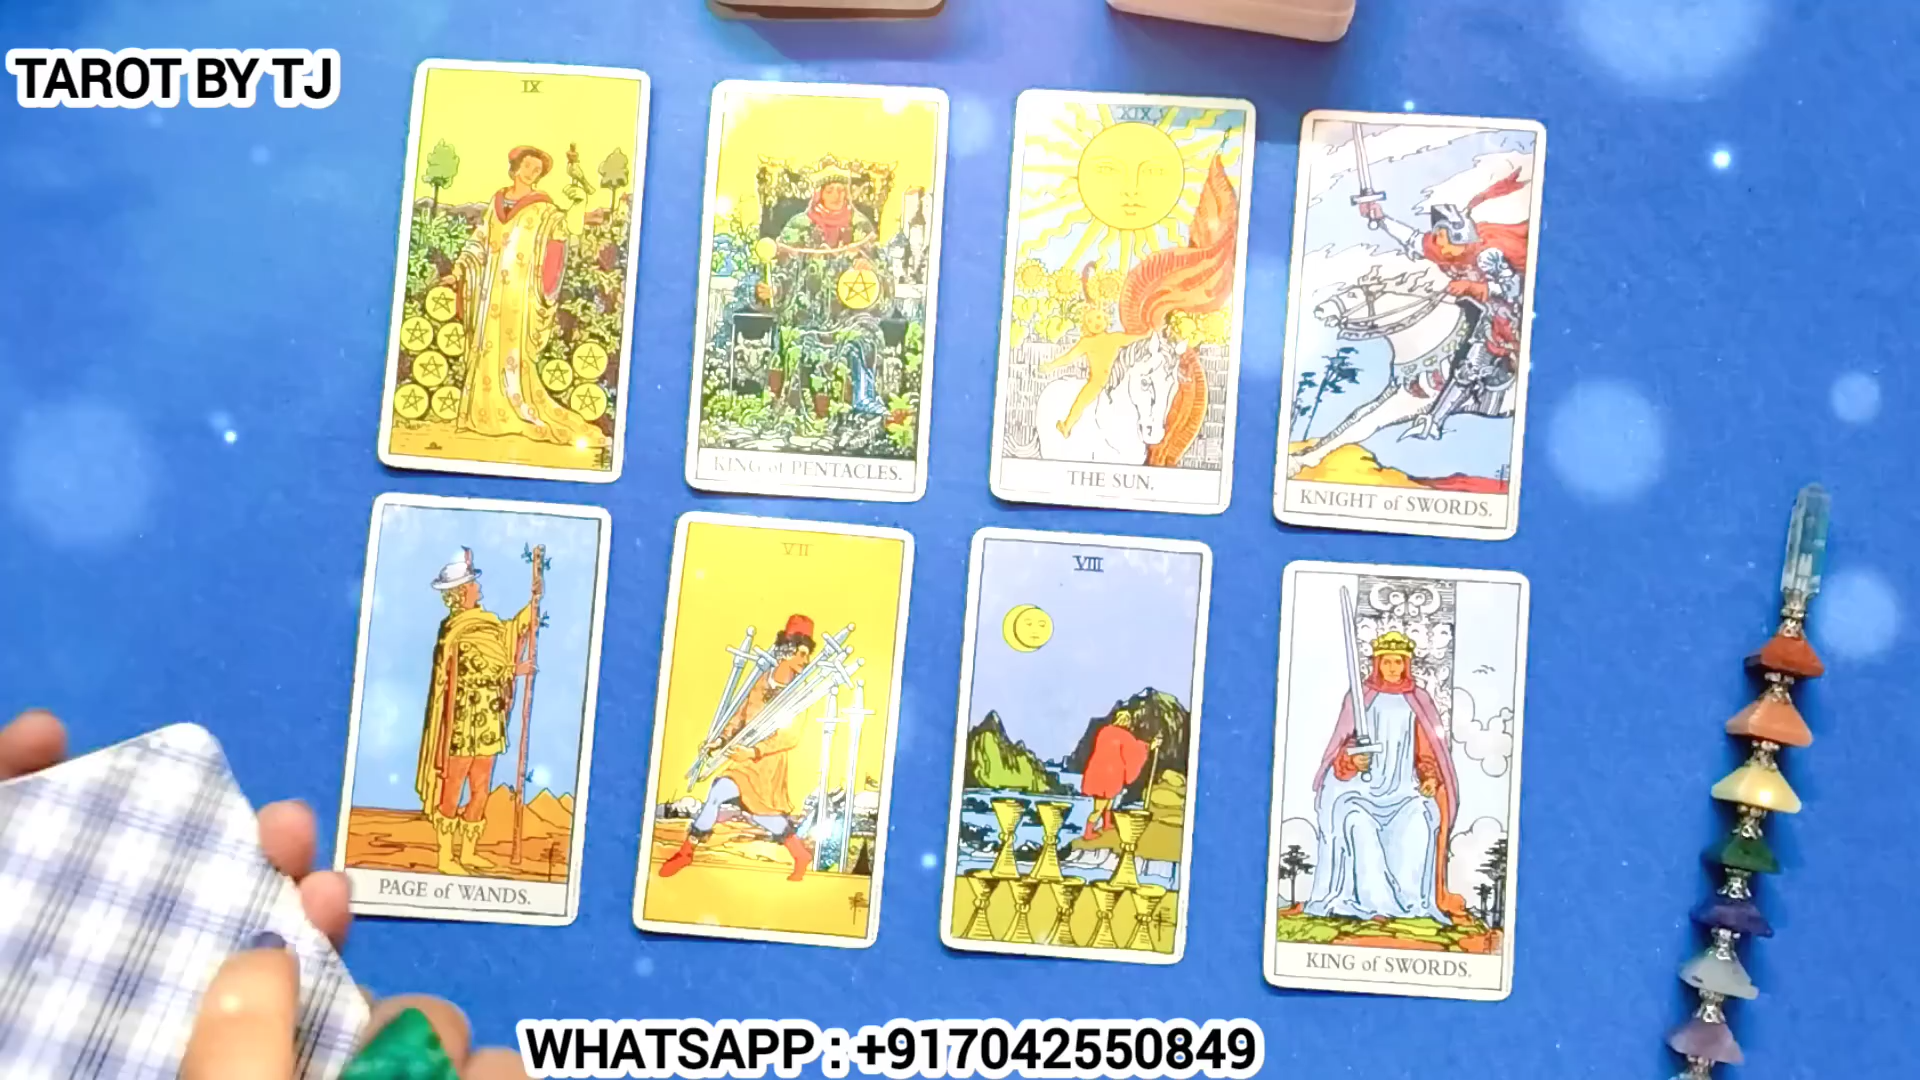 TAROT BY TJ
IX
KING of PENTACLES.
XIX
THE SUN.
KNIGHT of SWORDS.
PAGE of WANDS.
VII
VIII
KING of SWORDS.
WHATSAPP : +917042550849